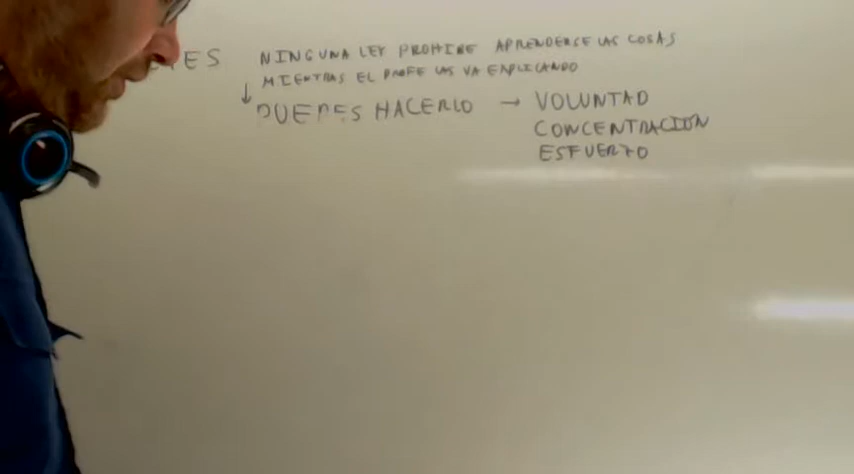 ES NINGUNA LEY PROHIBE APRENDERSE LAS COSAS
MIENTRAS EL PROFE LAS VA EXPLICANDO
↓ PUEDES HACERLO → VOLUNTAD
CONCENTRACIÓN
ESFUERZO